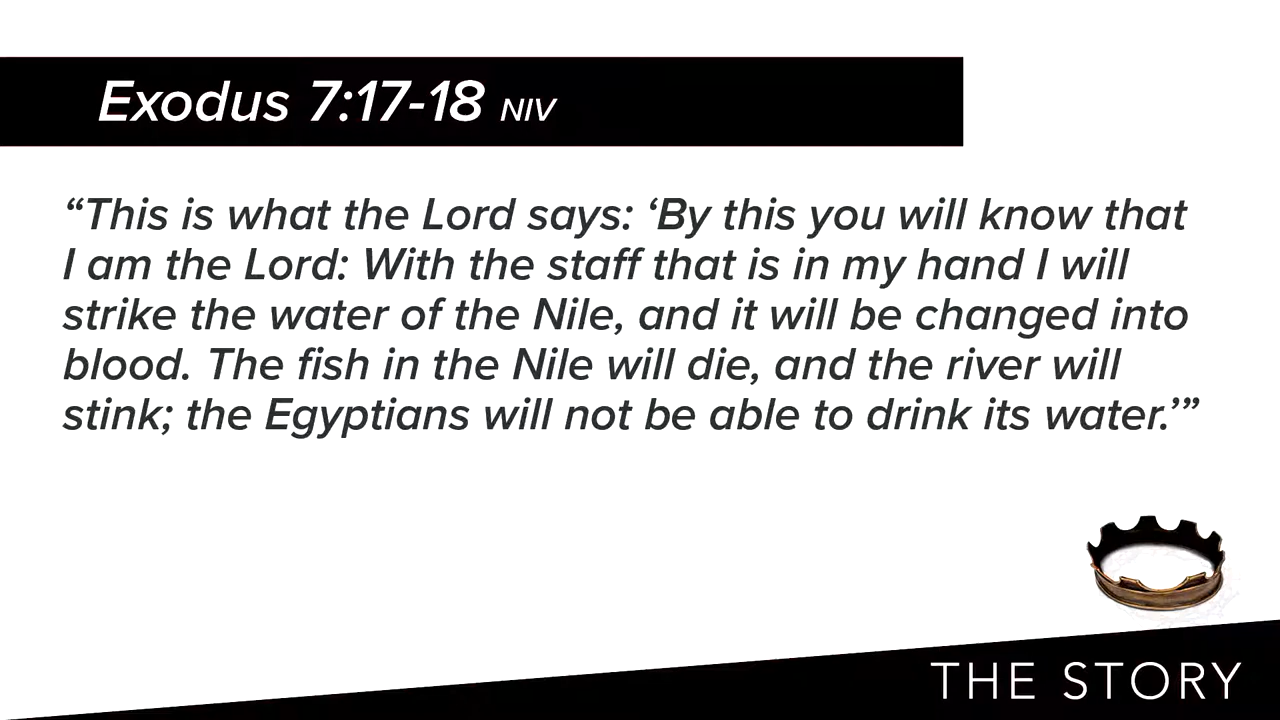 Exodus 7:17-18 NIV
“This is what the Lord says: ‘By this you will know that
I am the Lord: With the staff that is in my hand I will
strike the water of the Nile, and it will be changed into
blood. The fish in the Nile will die, and the river will
stink; the Egyptians will not be able to drink its water.’”
THE STORY